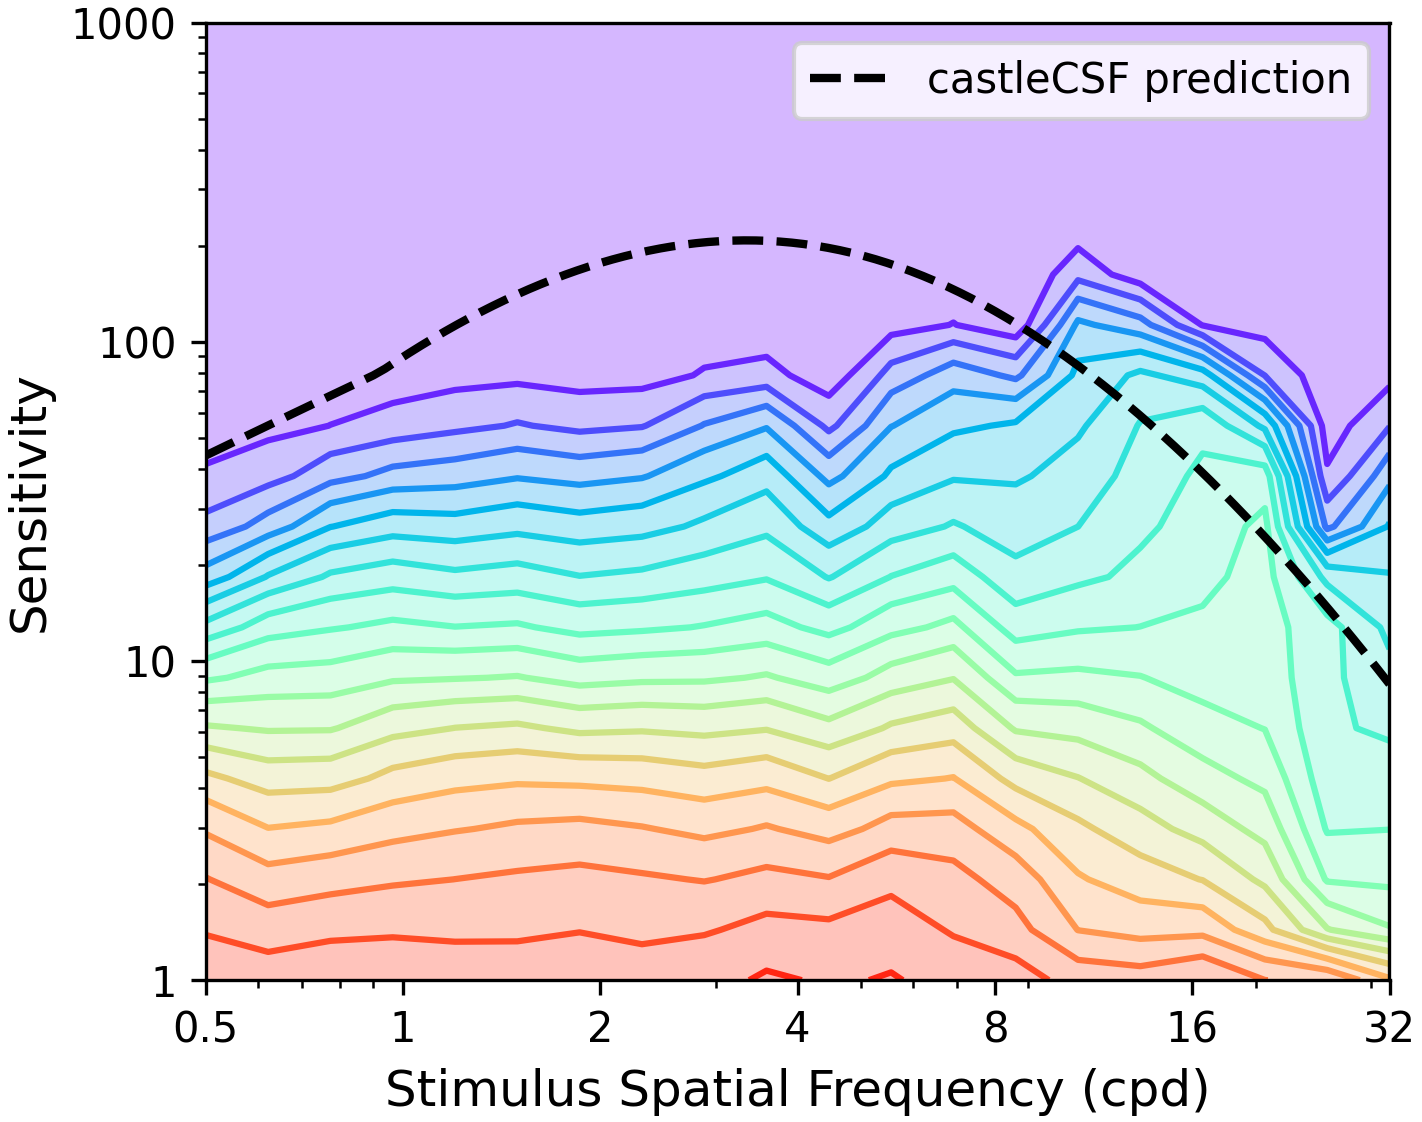 castleCSF prediction
Sensitivity
1000
100
10
1
0.5 1 2 4 8 16 32
Stimulus Spatial Frequency (cpd)